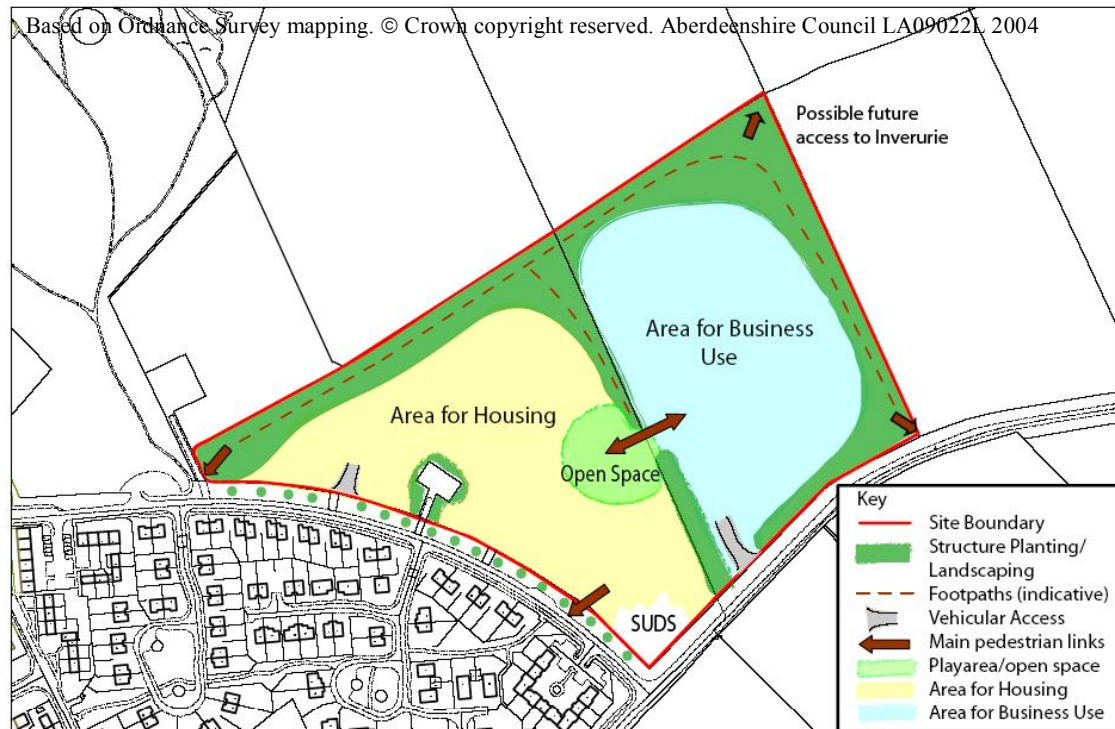 Based on Ordnance Survey mapping. © Crown copyright reserved. Aberdeenshire Council LA09022L 2004
Possible future
access to Inverurie
Area for Business
Use
Area for Housing
Open Space
SUDS
Key
Site Boundary
Structure Planting/
Landscaping
Footpaths (indicative)
Vehicular Access
Main pedestrian links
Playarea/open space
Area for Housing
Area for Business Use